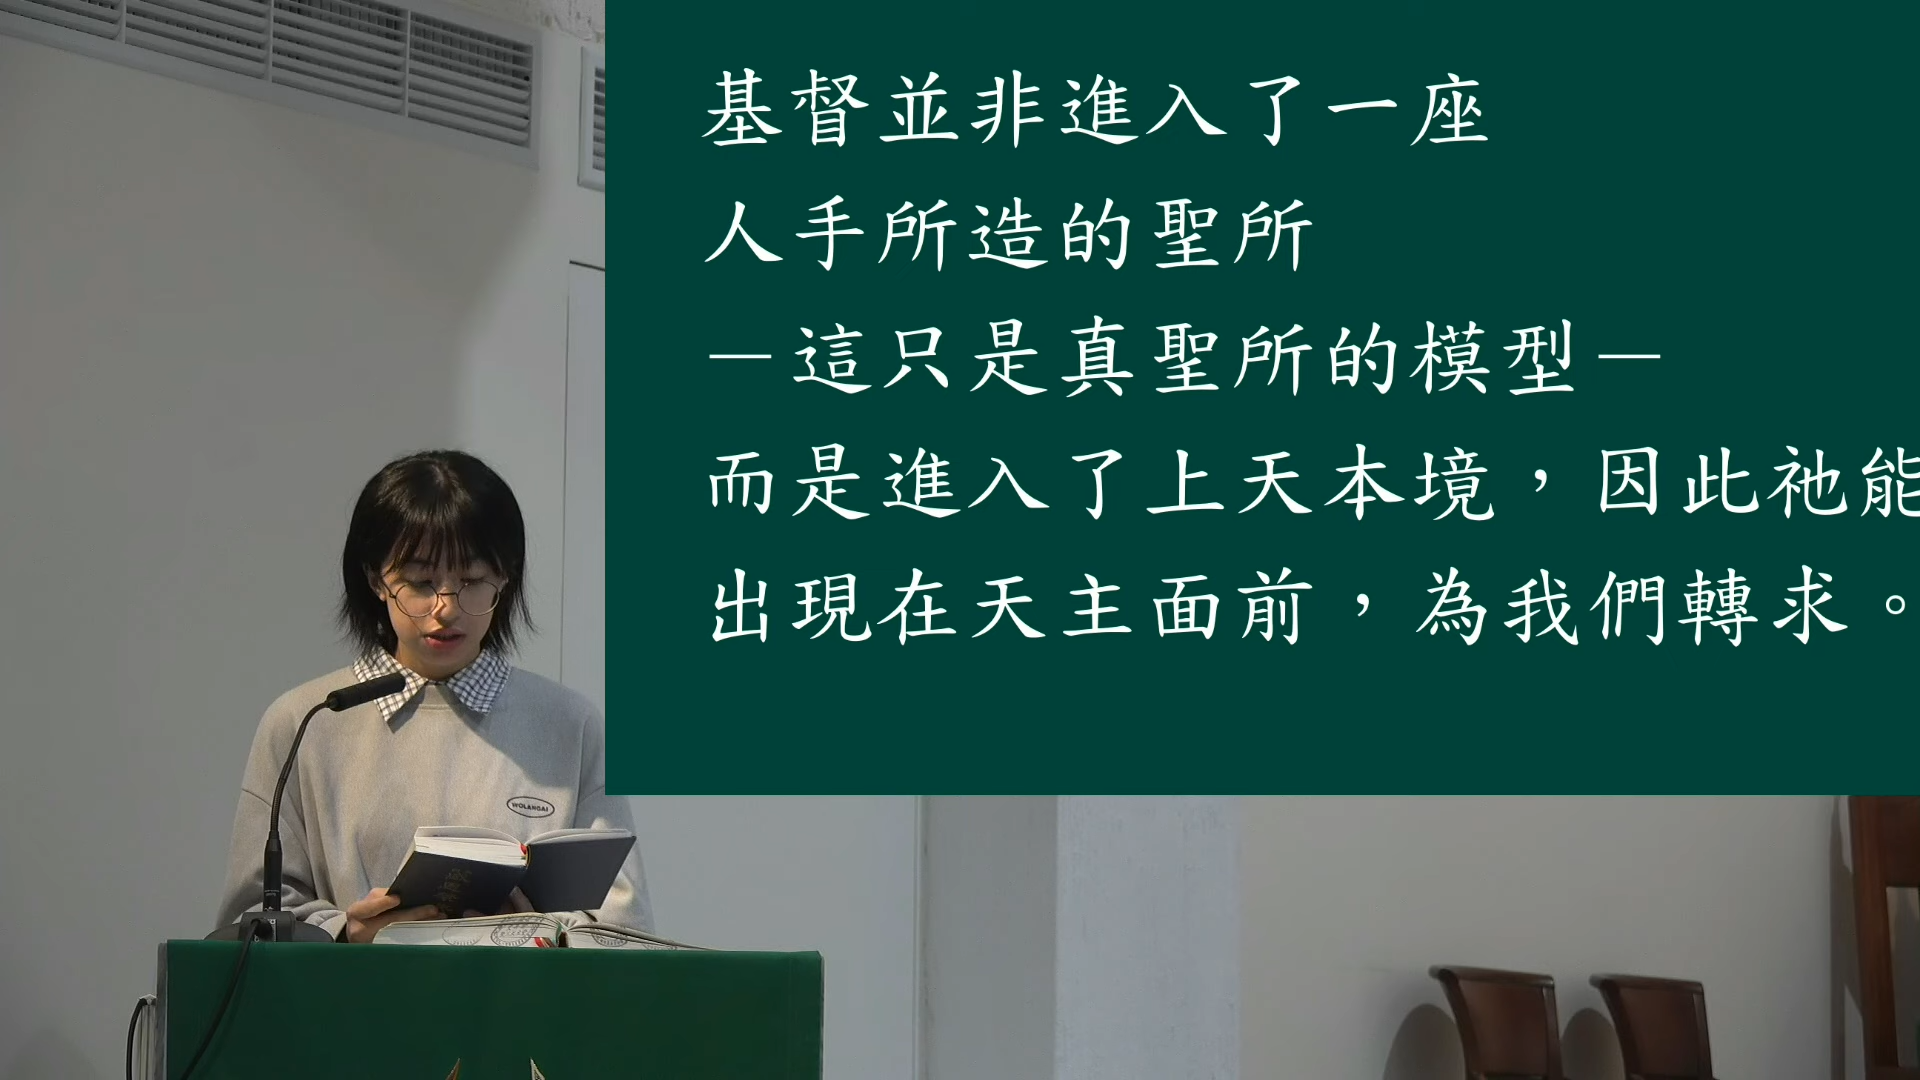 基督並非進入了一座
人手所造的聖所
—這只是真聖所的模型—
而是進入了上天本境，因此祂能
出現在天主面前，為我們轉求。
WOLANGAI